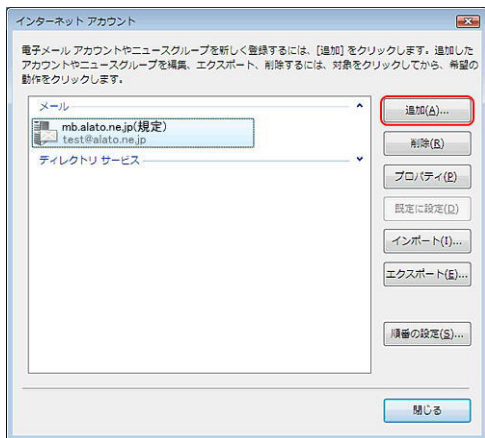 インターネット アカウント
電子メール アカウントやニュースグループを新しく登録するには、[追加] をクリックします。追加した
アカウントやニュースグループを編集、エクスポート、削除するには、対象をクリックしてから、希望の
動作をクリックします。
メール
mb.alato.ne.jp(規定)
test@alato.ne.jp
ディレクトリ サービス
追加(A)...
削除(R)
プロパティ(P)
既定に設定(D)
インポート(I)...
エクスポート(E)...
順番の設定(S)...
閉じる